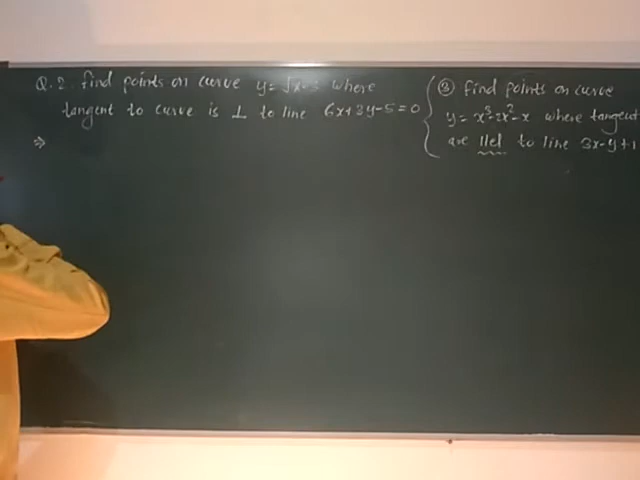 Q.2. find points on curve y=√x-3 where
tangent to curve is ⊥ to line 6x+3y-5=0
⇒
③ find points on curve
y= x³-2x²-x where tangent
are llel to line 3x-y+1